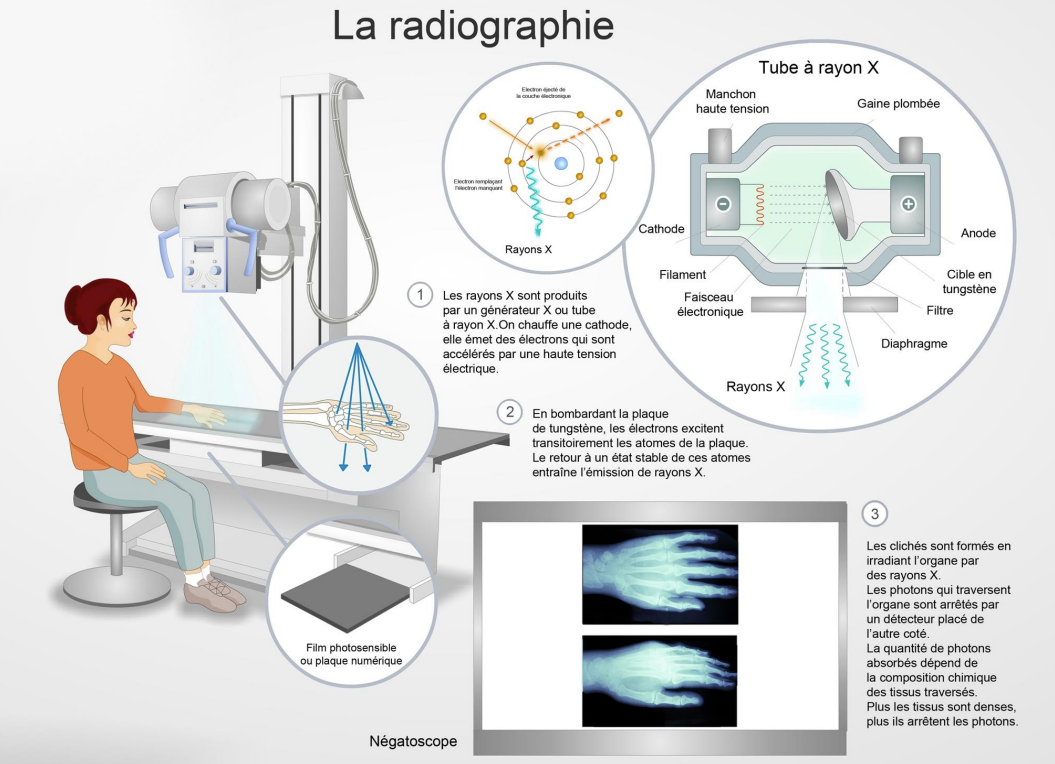 La radiographie
Electron éjecté de
la couche électronique
Electron remplaçant
l'électron manquant
Rayons X
Tube à rayon X
Manchon
haute tension
Gaine plombée
Cathode
Anode
Filament
Cible en
tungstène
Faisceau
électronique
Filtre
Diaphragme
Rayons X
1
Les rayons X sont produits
par un générateur X ou tube
à rayon X.On chauffe une cathode,
elle émet des électrons qui sont
accélérés par une haute tension
électrique.
2
En bombardant la plaque
de tungstène, les électrons excitent
transitoirement les atomes de la plaque.
Le retour à un état stable de ces atomes
entraîne l'émission de rayons X.
3
Les clichés sont formés en
irradiant l'organe par
des rayons X.
Les photons qui traversent
l'organe sont arrêtés par
un détecteur placé de
l'autre coté.
La quantité de photons
absorbés dépend de
la composition chimique
des tissus traversés.
Plus les tissus sont denses,
plus ils arrêtent les photons.
Film photosensible
ou plaque numérique
Négatoscope